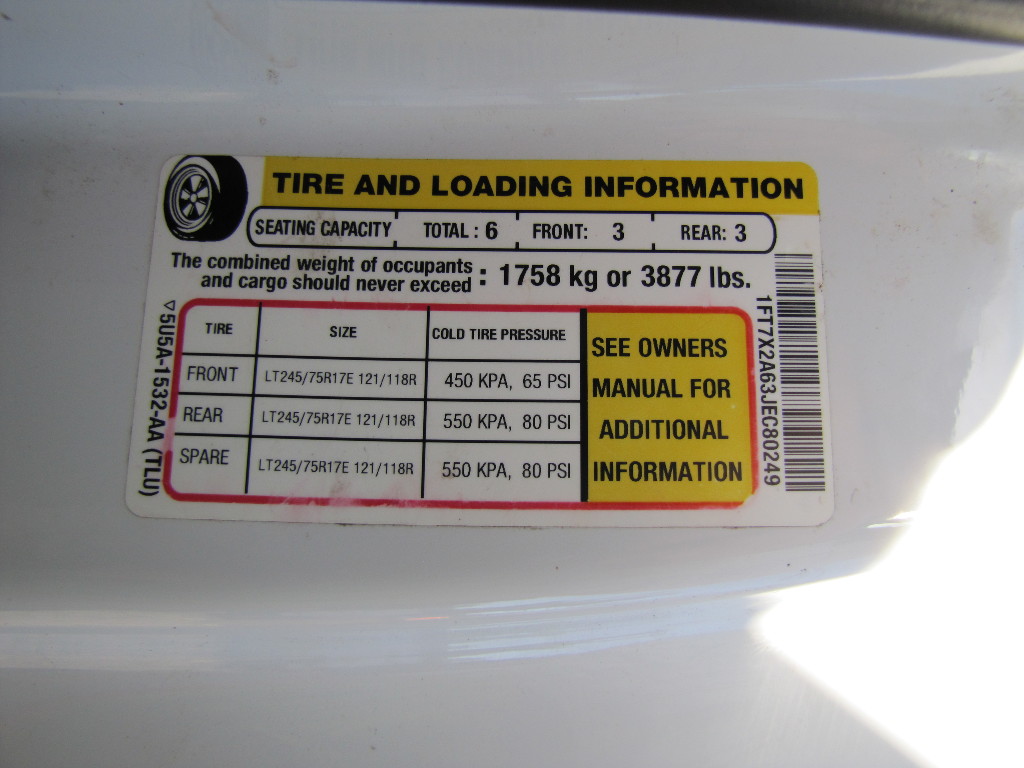 TIRE AND LOADING INFORMATION
SEATING CAPACITY TOTAL : 6 FRONT: 3 REAR: 3
The combined weight of occupants
and cargo should never exceed : 1758 kg or 3877 lbs.
TIRE SIZE COLD TIRE PRESSURE
FRONT LT245/75R17E 121/118R 450 KPA, 65 PSI
REAR LT245/75R17E 121/118R 550 KPA, 80 PSI
SPARE LT245/75R17E 121/118R 550 KPA, 80 PSI
SEE OWNERS
MANUAL FOR
ADDITIONAL
INFORMATION
5U5A-1532-AA (TLU)
1FT7X2A63JEC80249